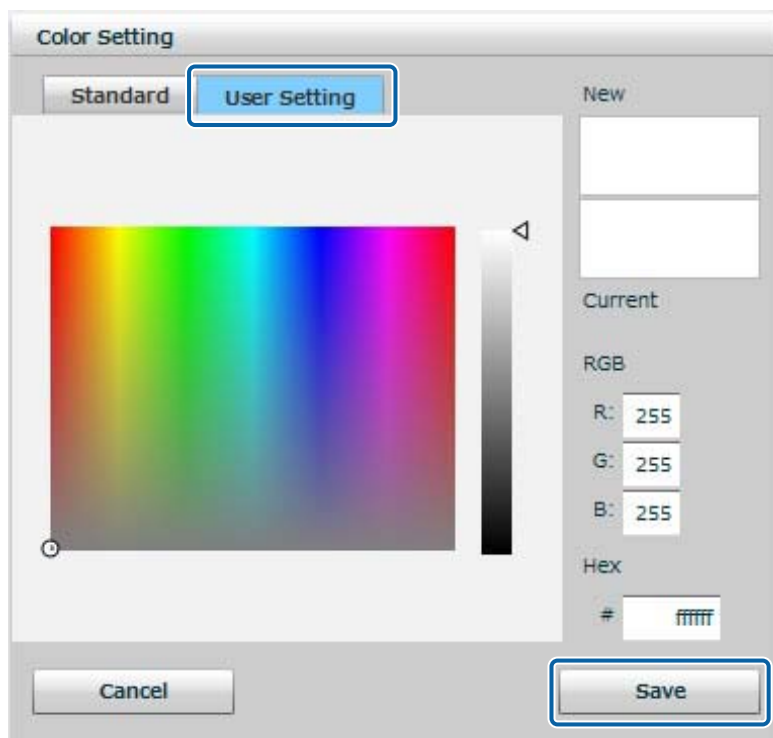 Color Setting
Standard
User Setting
New
Current
RGB
R: 255
G: 255
B: 255
Hex
# ffffff
Cancel
Save